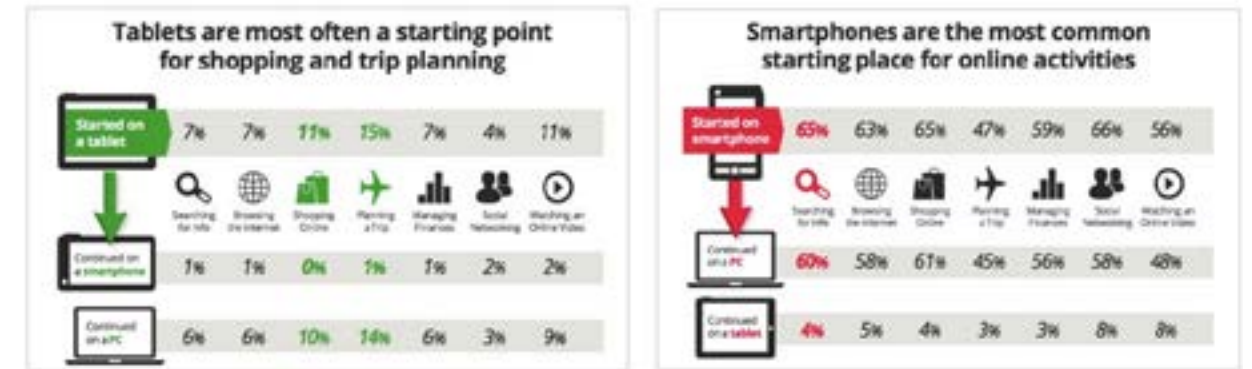 Tablets are most often a starting point
for shopping and trip planning
Started on
a tablet
7% 7% 11% 15% 7% 4% 11%
Searching
for Info
Browsing
the Internet
Shopping
Online
Planning
a Trip
Managing
Finances
Social
Networking
Watching an
Online Video
Continued on
a smartphone
1% 1% 0% 1% 1% 2% 2%
Continued
on a PC
6% 6% 10% 14% 6% 3% 9%
Smartphones are the most common
starting place for online activities
Started on
smartphone
65% 63% 65% 47% 59% 66% 56%
Searching
for Info
Browsing
the Internet
Shopping
Online
Planning
a Trip
Managing
Finances
Social
Networking
Watching an
Online Video
Continued
on a PC
60% 58% 61% 45% 56% 58% 48%
Continued
on a tablet
4% 5% 4% 3% 3% 8% 8%